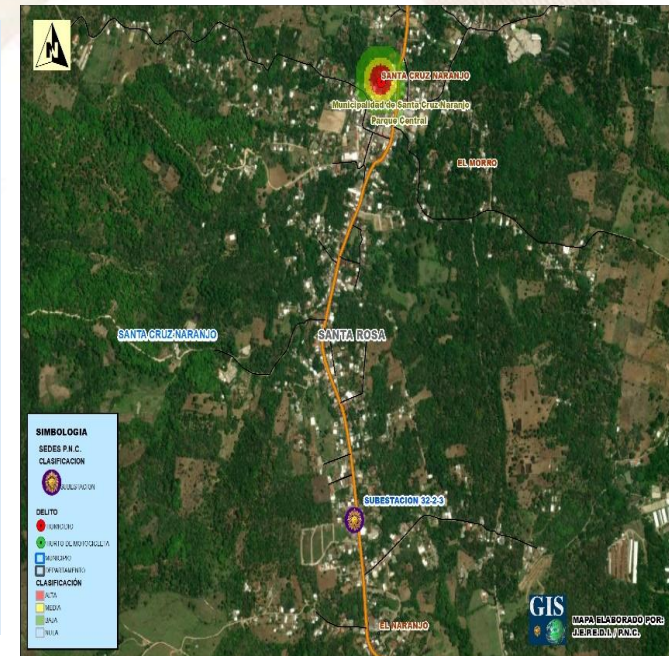 N
SANTA CRUZ NARANJO
Municipalidad de Santa Cruz Naranjo
Parque Central
EL MORRO
SANTA CRUZ NARANJO
SANTA ROSA
SIMBOLOGIA
SEDES P.N.C.
CLASIFICACION
SUBESTACION
DELITO
HOMICIDIO
HURTO DE MOTOCICLETA
MUNICIPIO
DEPARTAMENTO
CLASIFICACIÓN
ALTA
MEDIA
BAJA
NULA
SUBESTACION 32-2-3
EL NARANJO
GIS
MAPA ELABORADO POR:
J.E.R.E.D.I. / P.N.C.